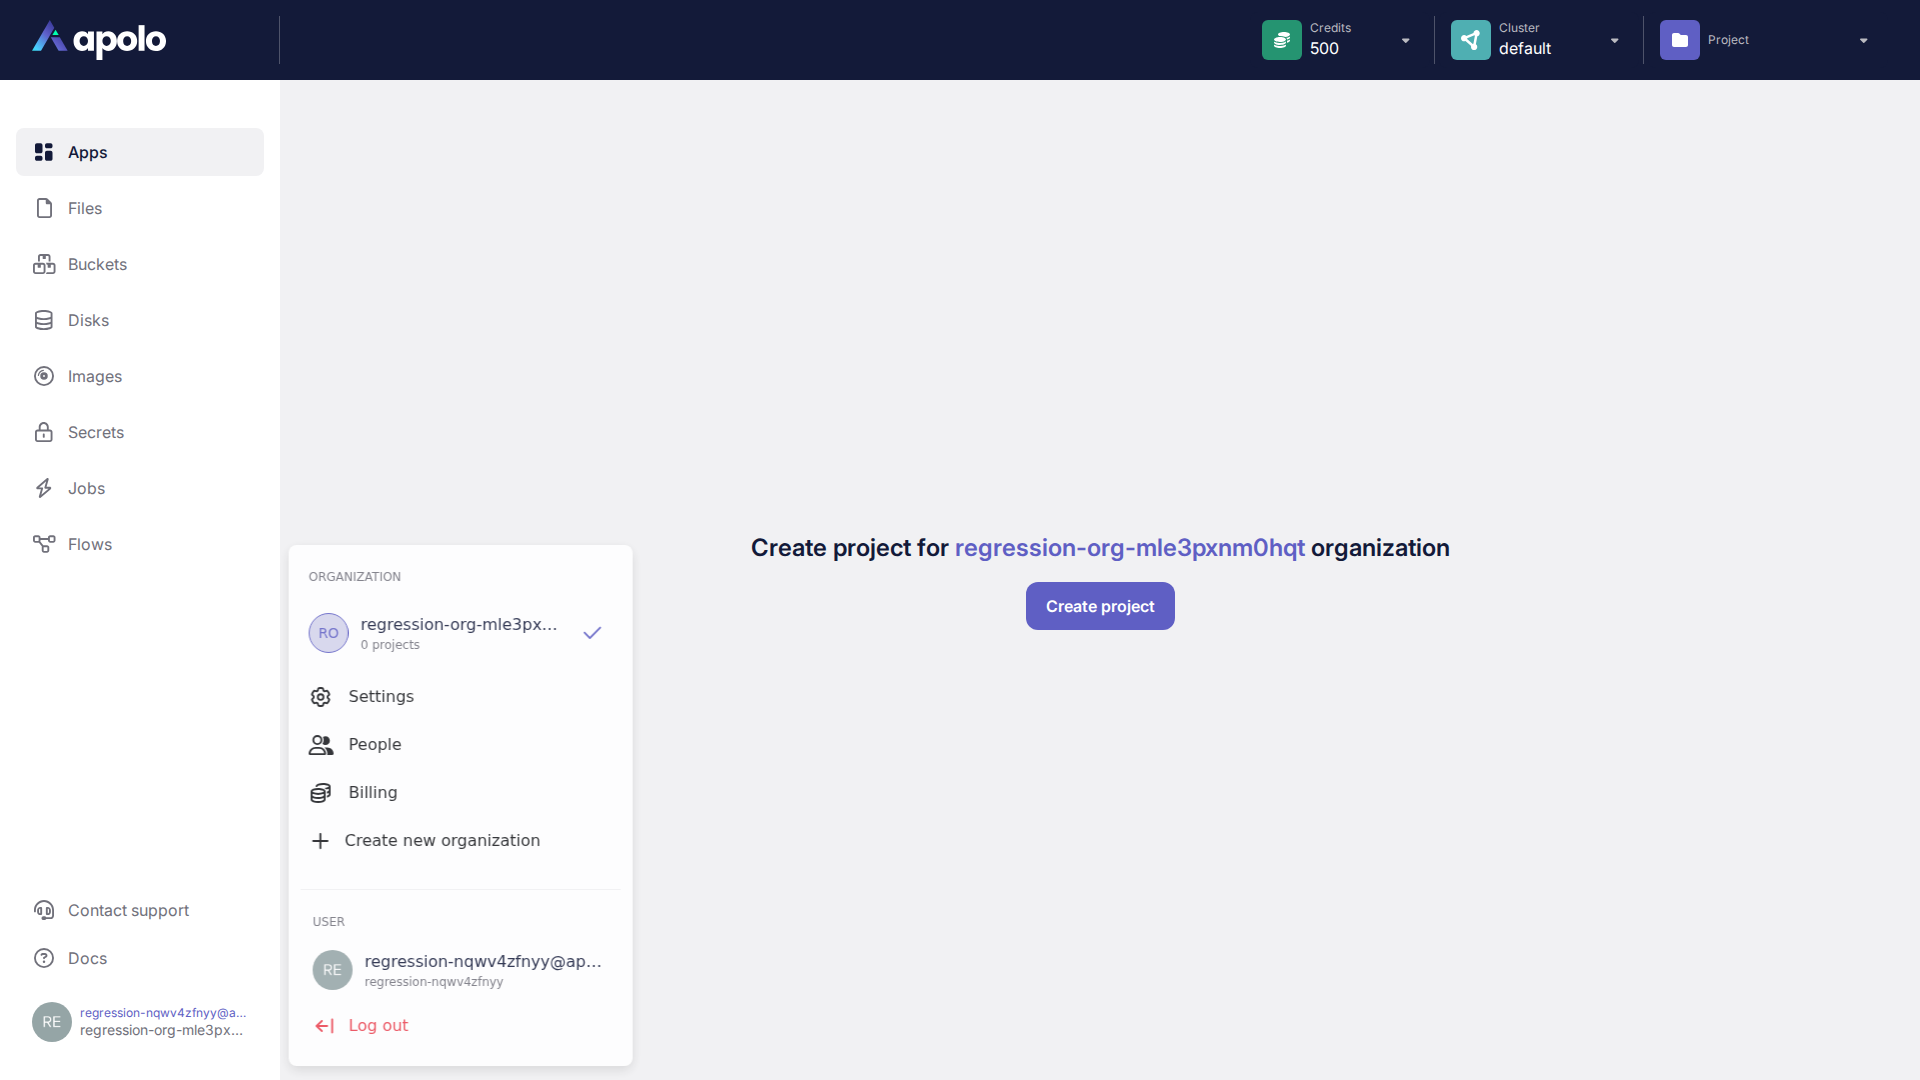 apolo
Credits
500
Cluster
default
Project
Apps
Files
Buckets
Disks
Images
Secrets
Jobs
Flows
Contact support
Docs
RE
regression-nqwv4zfnyy@a...
regression-org-mle3px...
ORGANIZATION
RO
regression-org-mle3px...
0 projects
Settings
People
Billing
Create new organization
USER
RE
regression-nqwv4zfnyy@ap...
regression-nqwv4zfnyy
Log out
Create project for regression-org-mle3pxnm0hqt organization
Create project